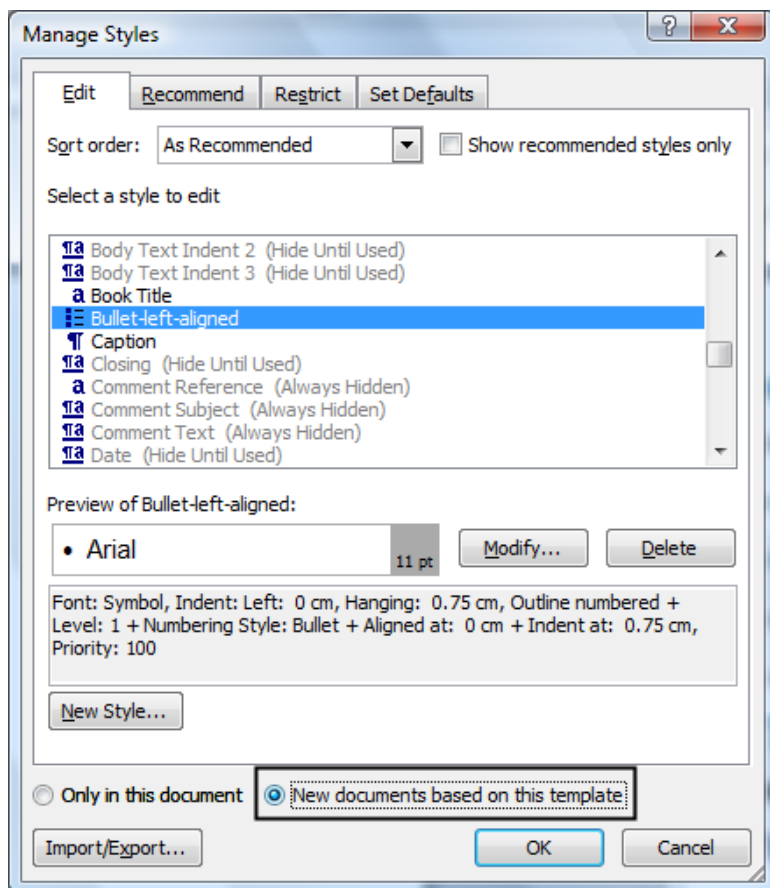 Manage Styles
Edit Recommend Restrict Set Defaults
Sort order: As Recommended Show recommended styles only
Select a style to edit
¶a Body Text Indent 2 (Hide Until Used)
¶a Body Text Indent 3 (Hide Until Used)
a Book Title
Bullet-left-aligned
¶ Caption
¶a Closing (Hide Until Used)
a Comment Reference (Always Hidden)
¶a Comment Subject (Always Hidden)
¶a Comment Text (Always Hidden)
¶a Date (Hide Until Used)
Preview of Bullet-left-aligned:
• Arial 11 pt Modify... Delete
Font: Symbol, Indent: Left: 0 cm, Hanging: 0.75 cm, Outline numbered +
Level: 1 + Numbering Style: Bullet + Aligned at: 0 cm + Indent at: 0.75 cm,
Priority: 100
New Style...
Only in this document New documents based on this template
Import/Export... OK Cancel